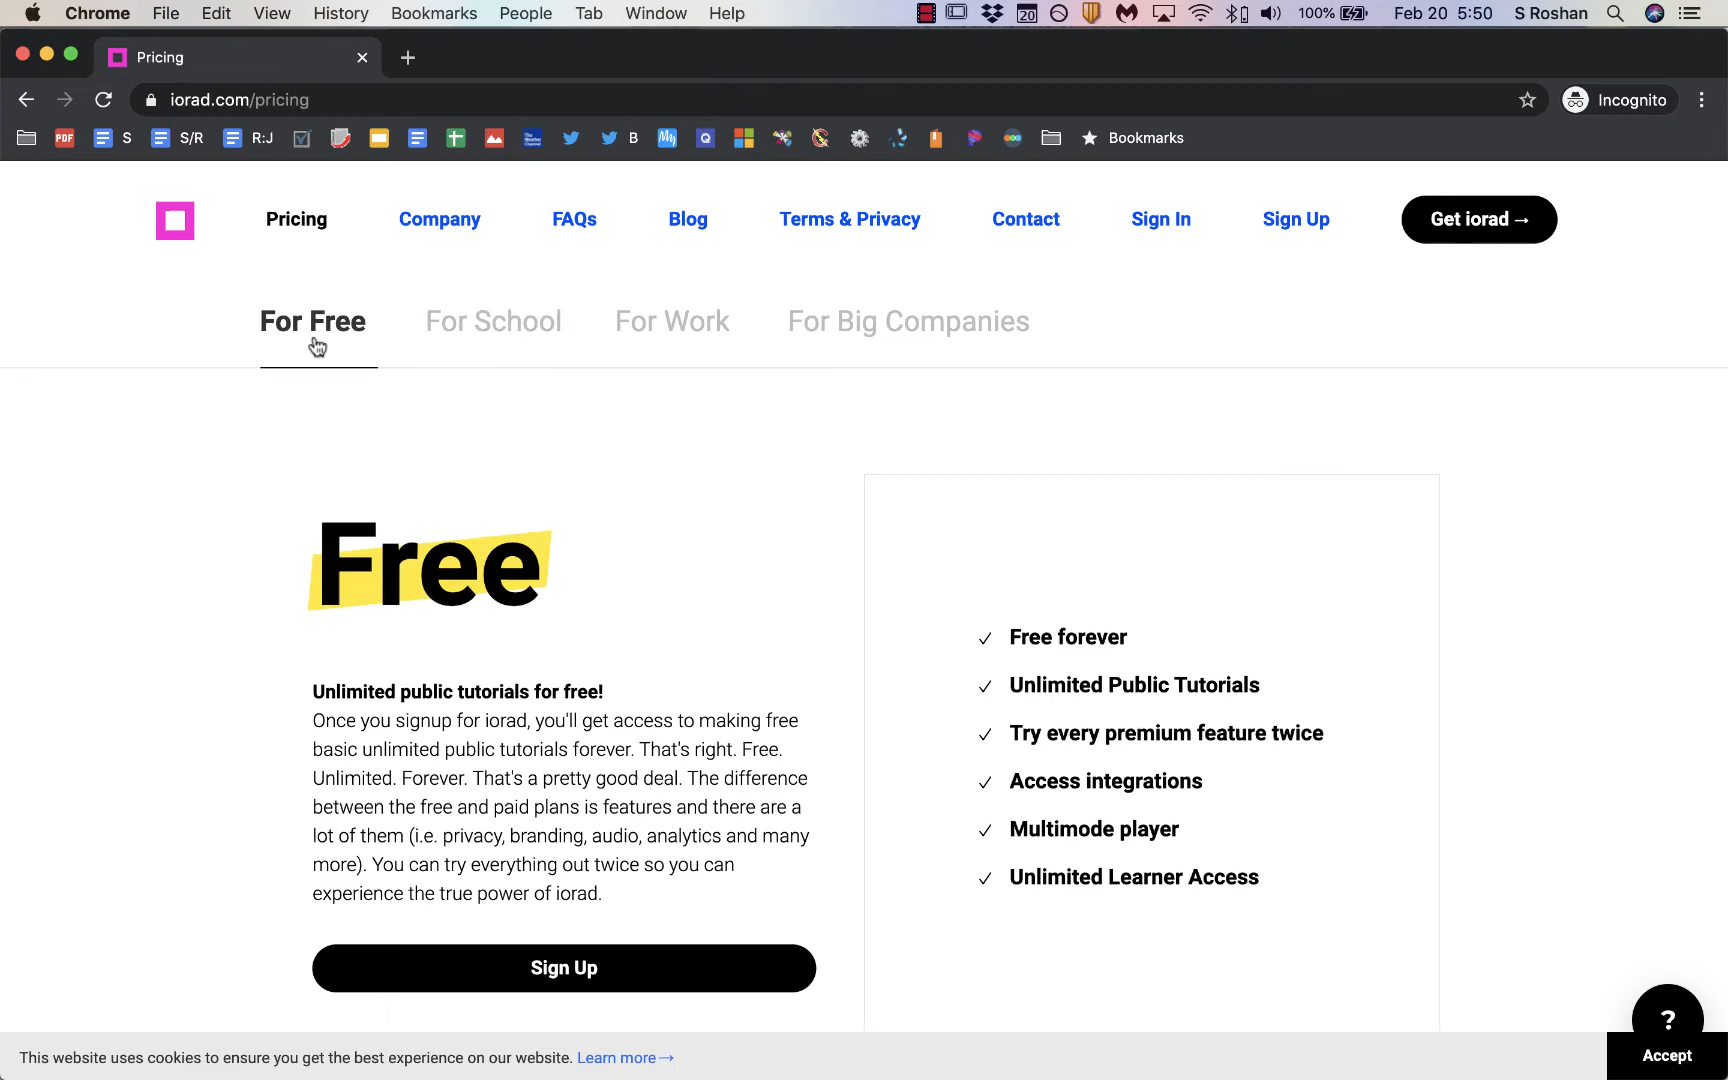 Chrome File Edit View History Bookmarks People Tab Window Help 20 100% Feb 20 5:50 S Roshan
Pricing
iorad.com/pricing Incognito
PDF S S/R R:J B My Q Bookmarks
Pricing Company FAQs Blog Terms & Privacy Contact Sign In Sign Up Get iorad →
For Free For School For Work For Big Companies
Free
Unlimited public tutorials for free!
Once you signup for iorad, you'll get access to making free
basic unlimited public tutorials forever. That's right. Free.
Unlimited. Forever. That's a pretty good deal. The difference
between the free and paid plans is features and there are a
lot of them (i.e. privacy, branding, audio, analytics and many
more). You can try everything out twice so you can
experience the true power of iorad.
Sign Up
✓ Free forever
✓ Unlimited Public Tutorials
✓ Try every premium feature twice
✓ Access integrations
✓ Multimode player
✓ Unlimited Learner Access
?
This website uses cookies to ensure you get the best experience on our website. Learn more→
Accept